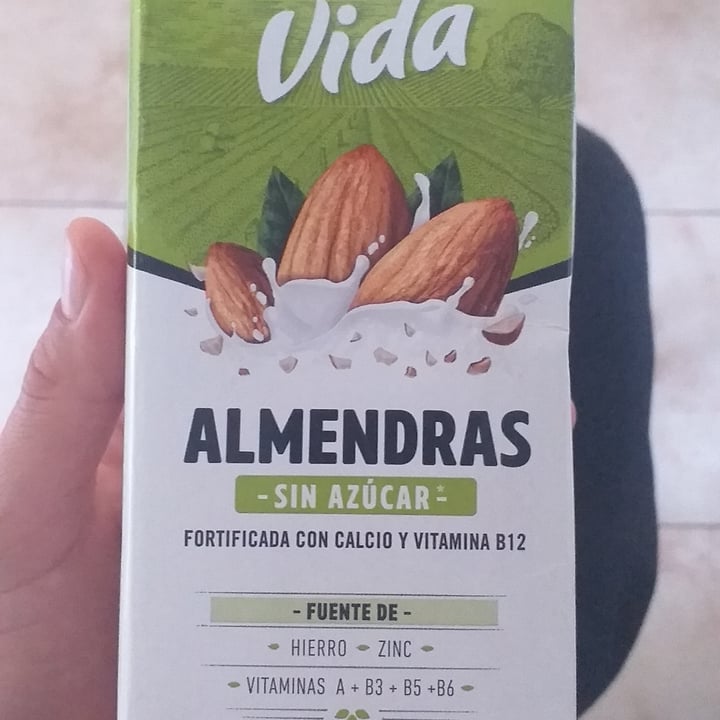 Vida
ALMENDRAS
- SIN AZÚCAR* -
FORTIFICADA CON CALCIO Y VITAMINA B12
- FUENTE DE -
HIERRO ZINC
VITAMINAS A + B3 + B5 +B6